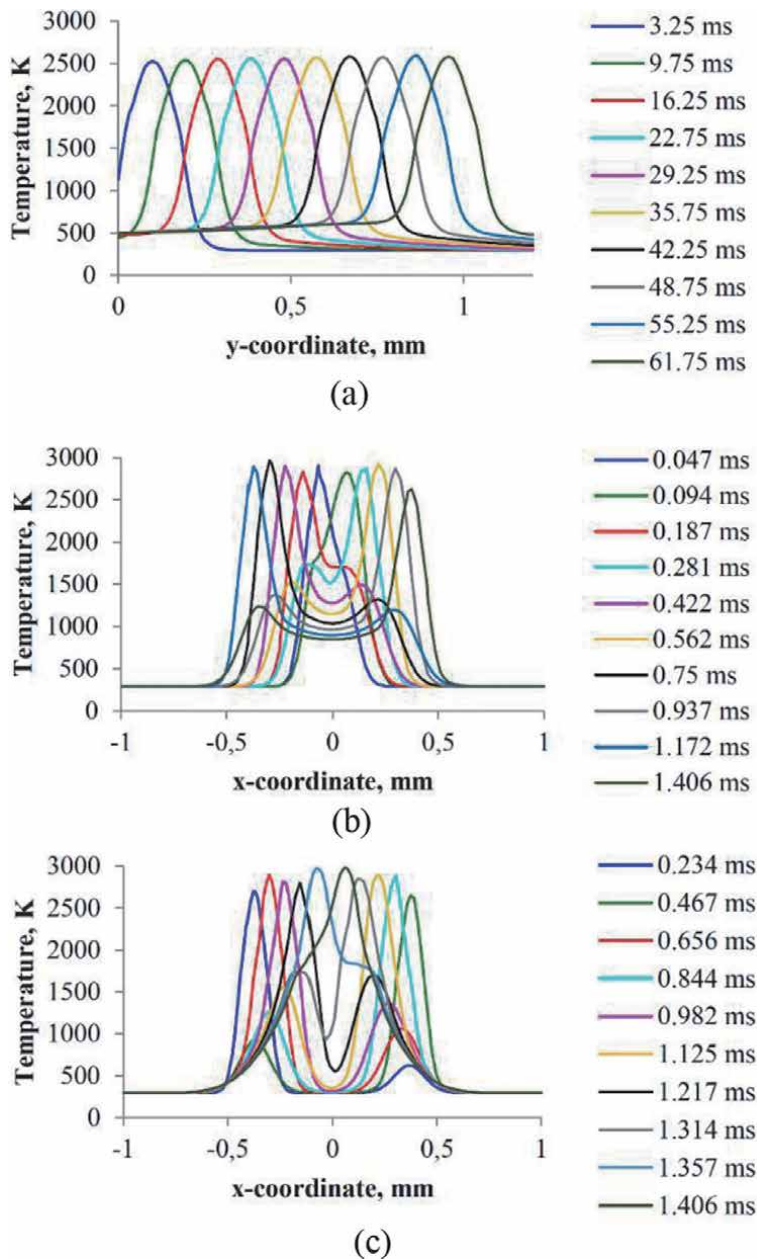 3000
2500
2000
1500
1000
500
0
Temperature, K
0
0,5
1
y-coordinate, mm
3.25 ms
9.75 ms
16.25 ms
22.75 ms
29.25 ms
35.75 ms
42.25 ms
48.75 ms
55.25 ms
61.75 ms
(a)
3000
2500
2000
1500
1000
500
0
Temperature, K
-1
-0,5
0
0,5
1
x-coordinate, mm
0.047 ms
0.094 ms
0.187 ms
0.281 ms
0.422 ms
0.562 ms
0.75 ms
0.937 ms
1.172 ms
1.406 ms
(b)
3000
2500
2000
1500
1000
500
0
Temperature, K
-1
-0,5
0
0,5
1
x-coordinate, mm
0.234 ms
0.467 ms
0.656 ms
0.844 ms
0.982 ms
1.125 ms
1.217 ms
1.314 ms
1.357 ms
1.406 ms
(c)